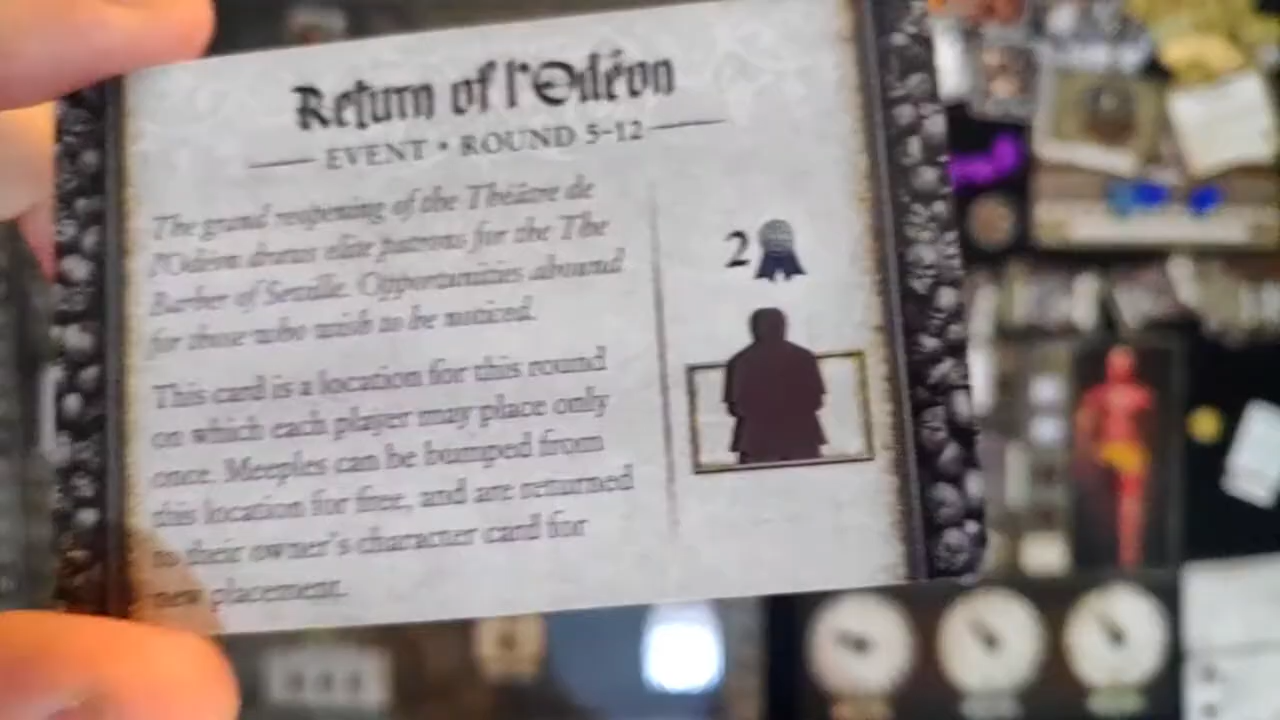 Return of l'Odéon
EVENT • ROUND 5-12
The grand reopening of the Théâtre de
l'Odéon draws elite patrons for the The
Barber of Seville. Opportunities abound
for those who wish to be noticed.
This card is a location for this round
on which each player may place only
once. Meeples can be bumped from
this location for free, and are returned
to their owner's character card for
new placement.
2